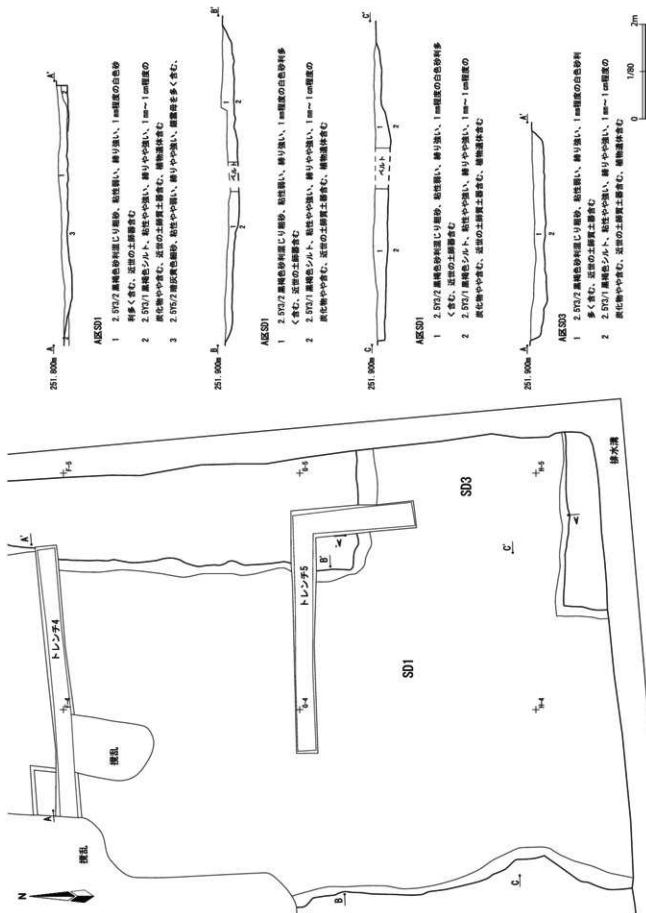 251.800m
A
A'
1
3
A区SD1
1 2.5Y3/2 黒褐色砂利混じり粗砂、粘性弱い、締り強い、1㎜程度の白色砂
利多く含む、近世の土師器含む
2 2.5Y3/1 黒褐色シルト、粘性やや強い、締りやや強い、1㎜～1㎝程度の
炭化物やや含む、近世の土師質土器含む、植物遺体含む
3 2.5Y5/2 暗灰黄色細砂、粘性やや弱い、締りやや強い、銀雲母を多く含む、
251.900m
B
B'
ベルト
1
2
1
2
A区SD1
1 2.5Y3/2 黒褐色砂利混じり粗砂、粘性弱い、締り強い、1㎜程度の白色砂利多
く含む、近世の土師器含む
2 2.5Y3/1 黒褐色シルト、粘性やや強い、締りやや強い、1㎜～1㎝程度の
炭化物やや含む、近世の土師質土器含む、植物遺体含む
251.900m
C
C'
ベルト
1
2
1
2
A区SD1
1 2.5Y3/2 黒褐色砂利混じり粗砂、粘性弱い、締り強い、1㎜程度の白色砂利多
く含む、近世の土師器含む
2 2.5Y3/1 黒褐色シルト、粘性やや強い、締りやや強い、1㎜～1㎝程度の
炭化物やや含む、近世の土師質土器含む、植物遺体含む
251.900m
A
A'
1
2
A区SD3
1 2.5Y3/2 黒褐色砂利混じり粗砂、粘性弱い、締り強い、1㎜程度の白色砂利
多く含む、近世の土師器含む
2 2.5Y3/1 黒褐色シルト、粘性やや強い、締りやや強い、1㎜～1㎝程度の
炭化物やや含む、近世の土師質土器含む、植物遺体含む
0
1/80
2m
N
攪乱
A
A'
トレンチ4
F-4
F-5
攪乱
トレンチ5
G-4
G-5
B
B'
A'
SD1
SD3
C
C'
H-4
H-5
A
排水溝